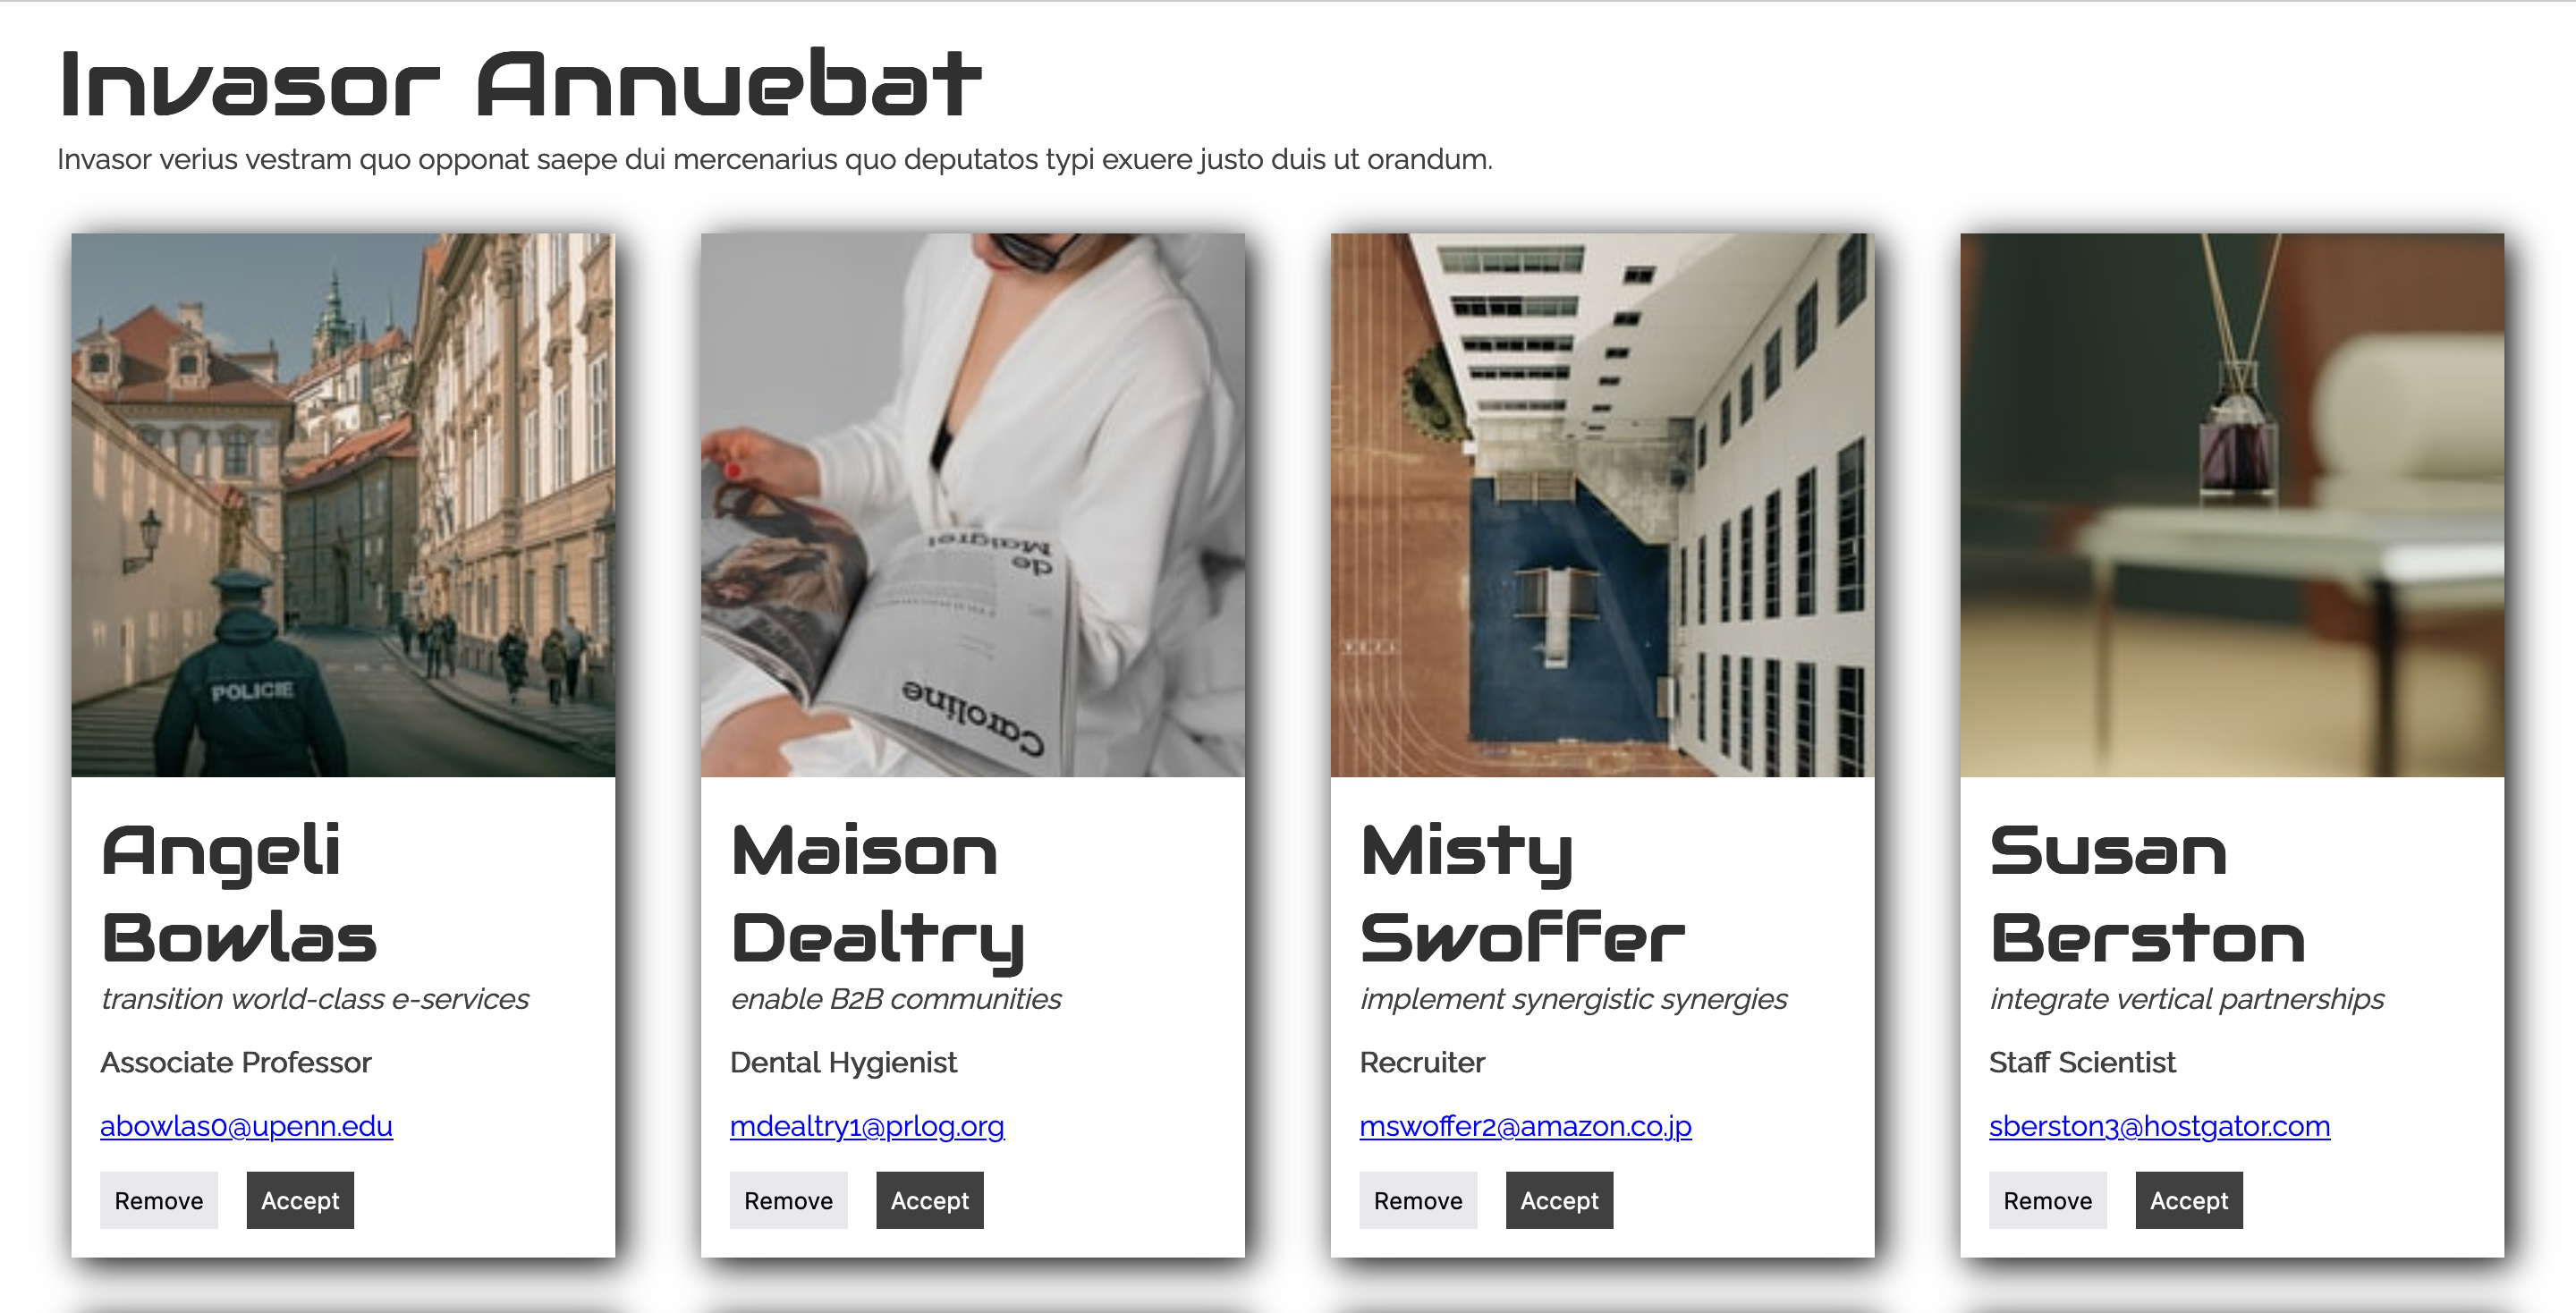 Invasor Annuebat
Invasor verius vestram quo opponat saepe dui mercenarius quo deputatos typi exuere justo duis ut orandum.
POLICIE
Maigret
de
Caroline
Angeli
Bowlas
transition world-class e-services
Associate Professor
abowlas0@upenn.edu
Remove
Accept
Maison
Dealtry
enable B2B communities
Dental Hygienist
mdealtry1@prlog.org
Remove
Accept
Misty
Swoffer
implement synergistic synergies
Recruiter
mswoffer2@amazon.co.jp
Remove
Accept
Susan
Berston
integrate vertical partnerships
Staff Scientist
sberston3@hostgator.com
Remove
Accept